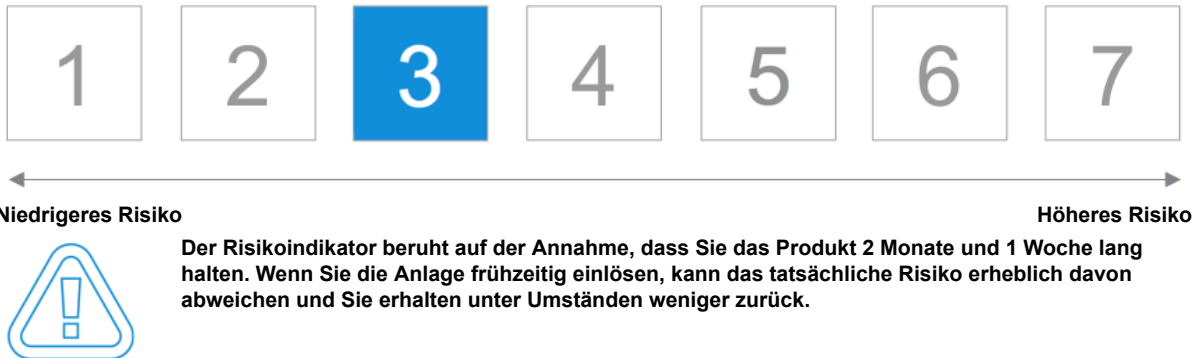 1 2 3 4 5 6 7
Niedrigeres Risiko Höheres Risiko
Der Risikoindikator beruht auf der Annahme, dass Sie das Produkt 2 Monate und 1 Woche lang
halten. Wenn Sie die Anlage frühzeitig einlösen, kann das tatsächliche Risiko erheblich davon
abweichen und Sie erhalten unter Umständen weniger zurück.